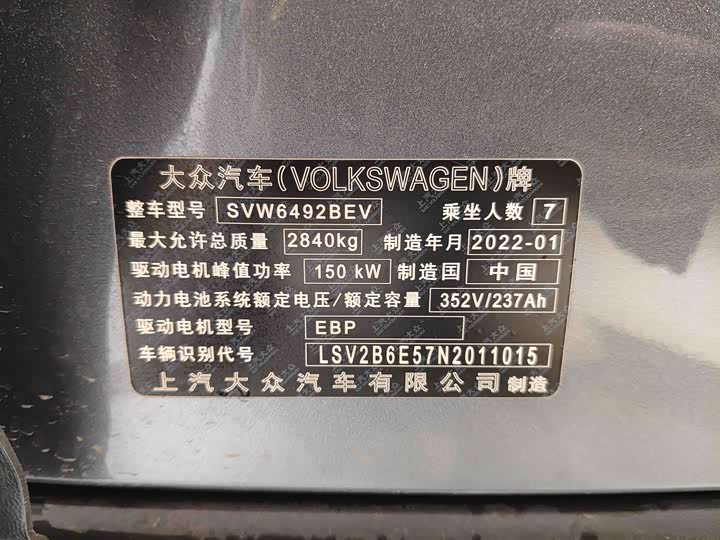 大众汽车(VOLKSWAGEN)牌
整车型号 SVW6492BEV 乘坐人数 7
最大允许总质量 2840kg 制造年月 2022-01
驱动电机峰值功率 150 kW 制造国 中国
动力电池系统额定电压/额定容量 352V/237Ah
驱动电机型号 EBP
车辆识别代号 LSV2B6E57N2011015
上汽大众汽车有限公司 制造